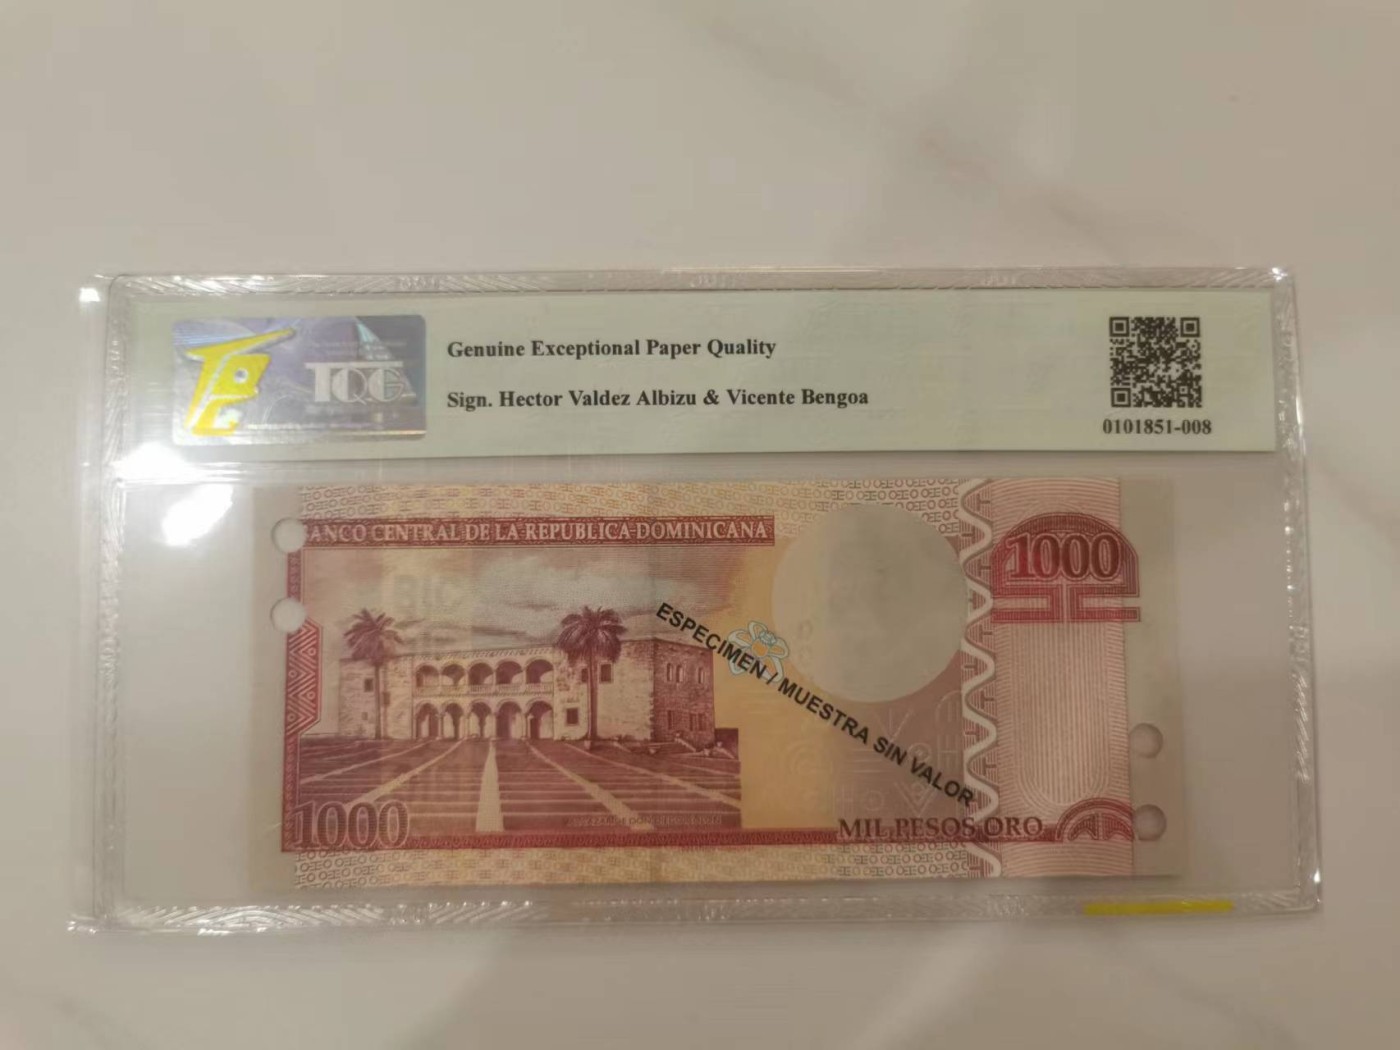 TQG
Genuine Exceptional Paper Quality
Sign. Hector Valdez Albizu & Vicente Bengoa
0101851-008
ANCO CENTRAL DE LA REPUBLICA DOMINICANA
1000
ESPECIMEN / MUESTRA SIN VALOR
1000
MIL PESOS ORO